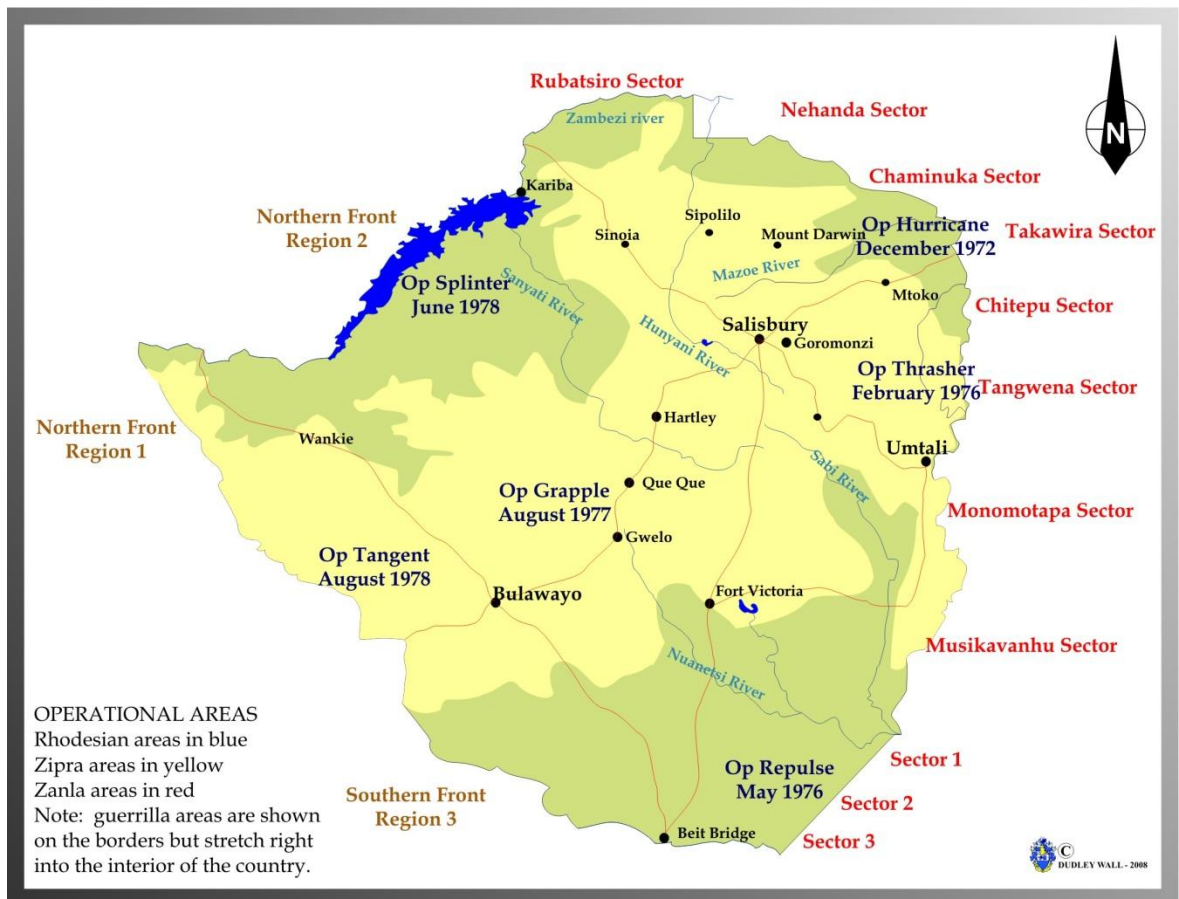 Rubatsiro Sector
Nehanda Sector
Zambezi river
N
Chaminuka Sector
Kariba
Northern Front
Region 2
Sinoia
Sipolilo
Mount Darwin
Op Hurricane
December 1972
Takawira Sector
Mazoe River
Op Splinter
June 1978
Sanyati River
Mtoko
Chitepu Sector
Hunyani River
Salisbury
Goromonzi
Op Thrasher
February 1976
Tangwena Sector
Northern Front
Region 1
Wankie
Hartley
Umtali
Sabi River
Op Grapple
August 1977
Que Que
Monomotapa Sector
Gwelo
Op Tangent
August 1978
Bulawayo
Fort Victoria
Musikavanhu Sector
Nuanetsi River
OPERATIONAL AREAS
Rhodesian areas in blue
Zipra areas in yellow
Zanla areas in red
Note: guerrilla areas are shown
on the borders but stretch right
into the interior of the country.
Southern Front
Region 3
Op Repulse
May 1976
Sector 1
Sector 2
Sector 3
Beit Bridge
©
DUDLEY WALL - 2008